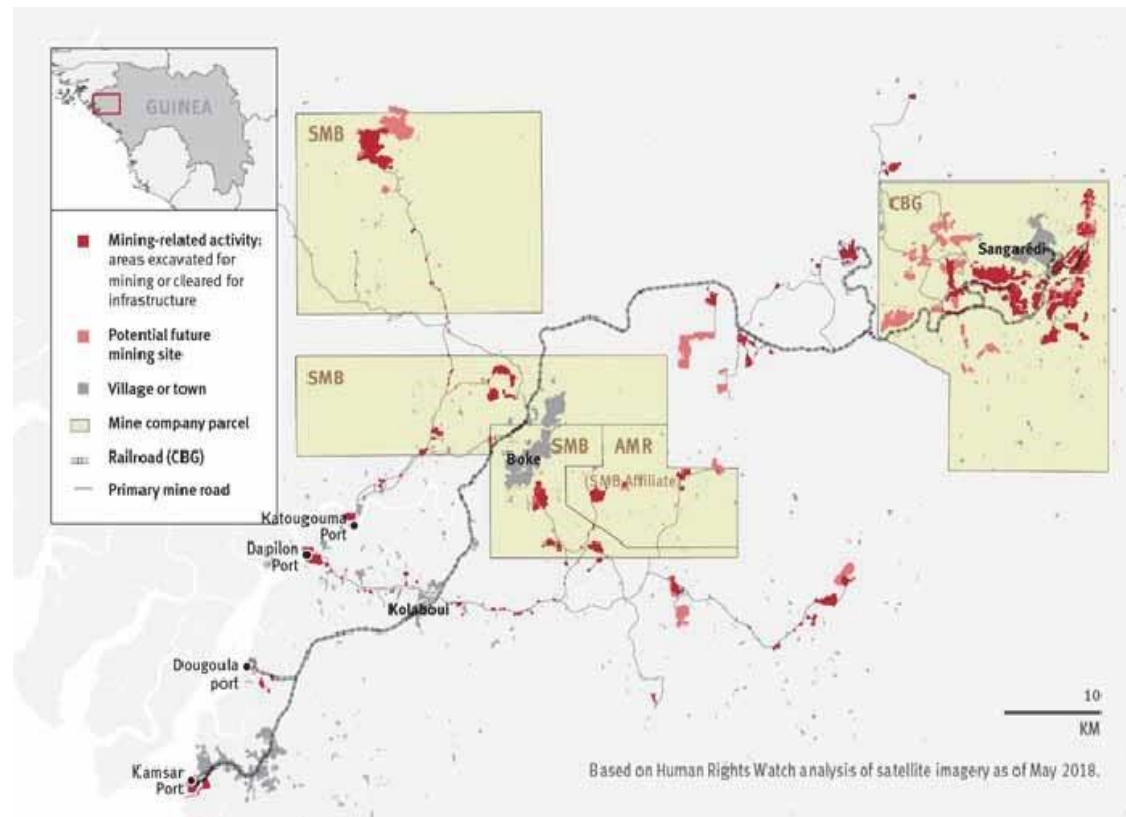 GUINEA
Mining-related activity:
areas excavated for
mining or cleared for
infrastructure
Potential future
mining site
Village or town
Mine company parcel
Railroad (CBG)
Primary mine road
SMB
CBG
Sangarédi
SMB
SMB
AMR
(SMB Affiliate)
Boke
Katougouma
Port
Dapilon
Port
Kolaboui
Dougoula
port
Kamsar
Port
10
KM
Based on Human Rights Watch analysis of satellite imagery as of May 2018.